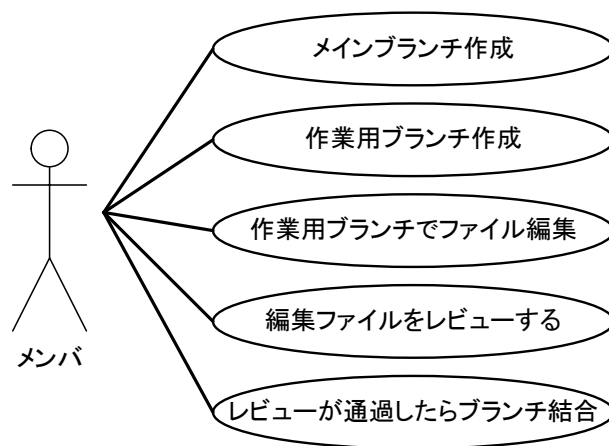 メインブランチ作成
作業用ブランチ作成
作業用ブランチでファイル編集
編集ファイルをレビューする
メンバ
レビューが通過したらブランチ結合